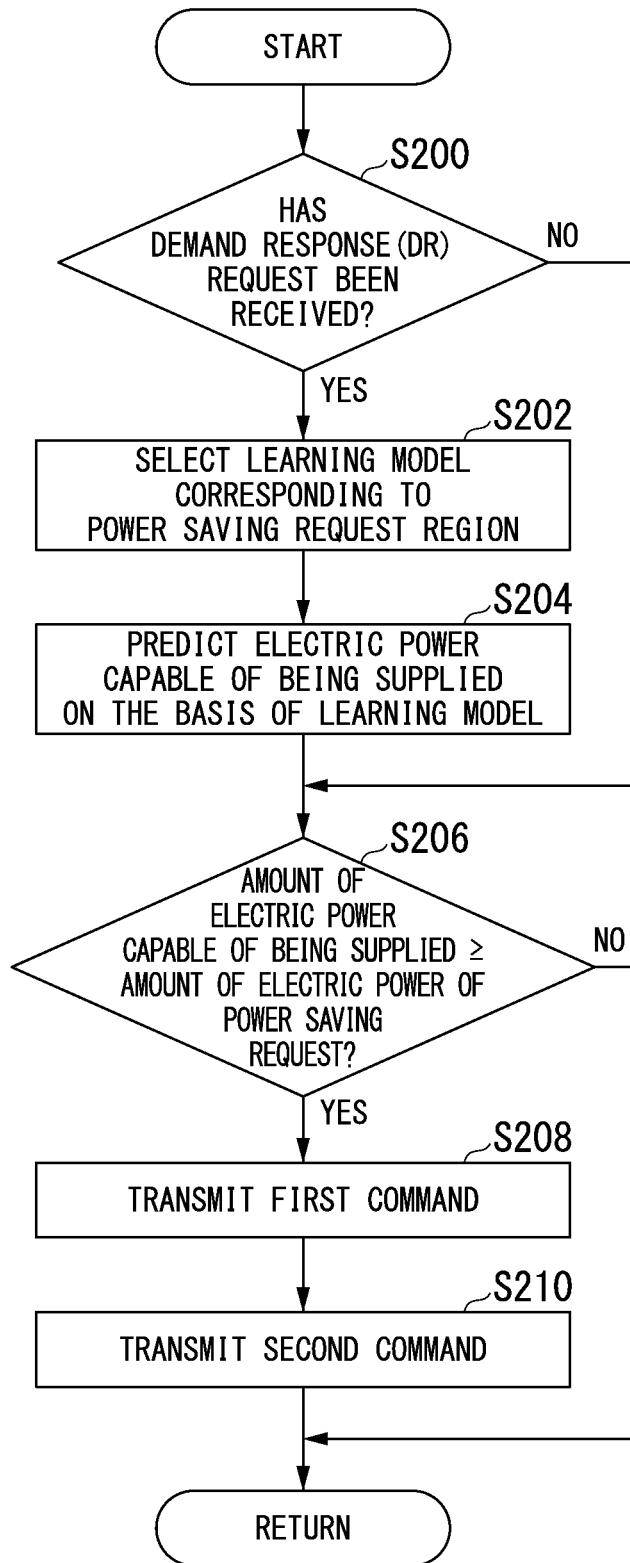 START
S200
HAS
DEMAND RESPONSE(DR)
REQUEST BEEN
RECEIVED?
NO
YES
S202
SELECT LEARNING MODEL
CORRESPONDING TO
POWER SAVING REQUEST REGION
S204
PREDICT ELECTRIC POWER
CAPABLE OF BEING SUPPLIED
ON THE BASIS OF LEARNING MODEL
S206
AMOUNT OF
ELECTRIC POWER
CAPABLE OF BEING SUPPLIED ≥
AMOUNT OF ELECTRIC POWER OF
POWER SAVING
REQUEST?
NO
YES
S208
TRANSMIT FIRST COMMAND
S210
TRANSMIT SECOND COMMAND
RETURN